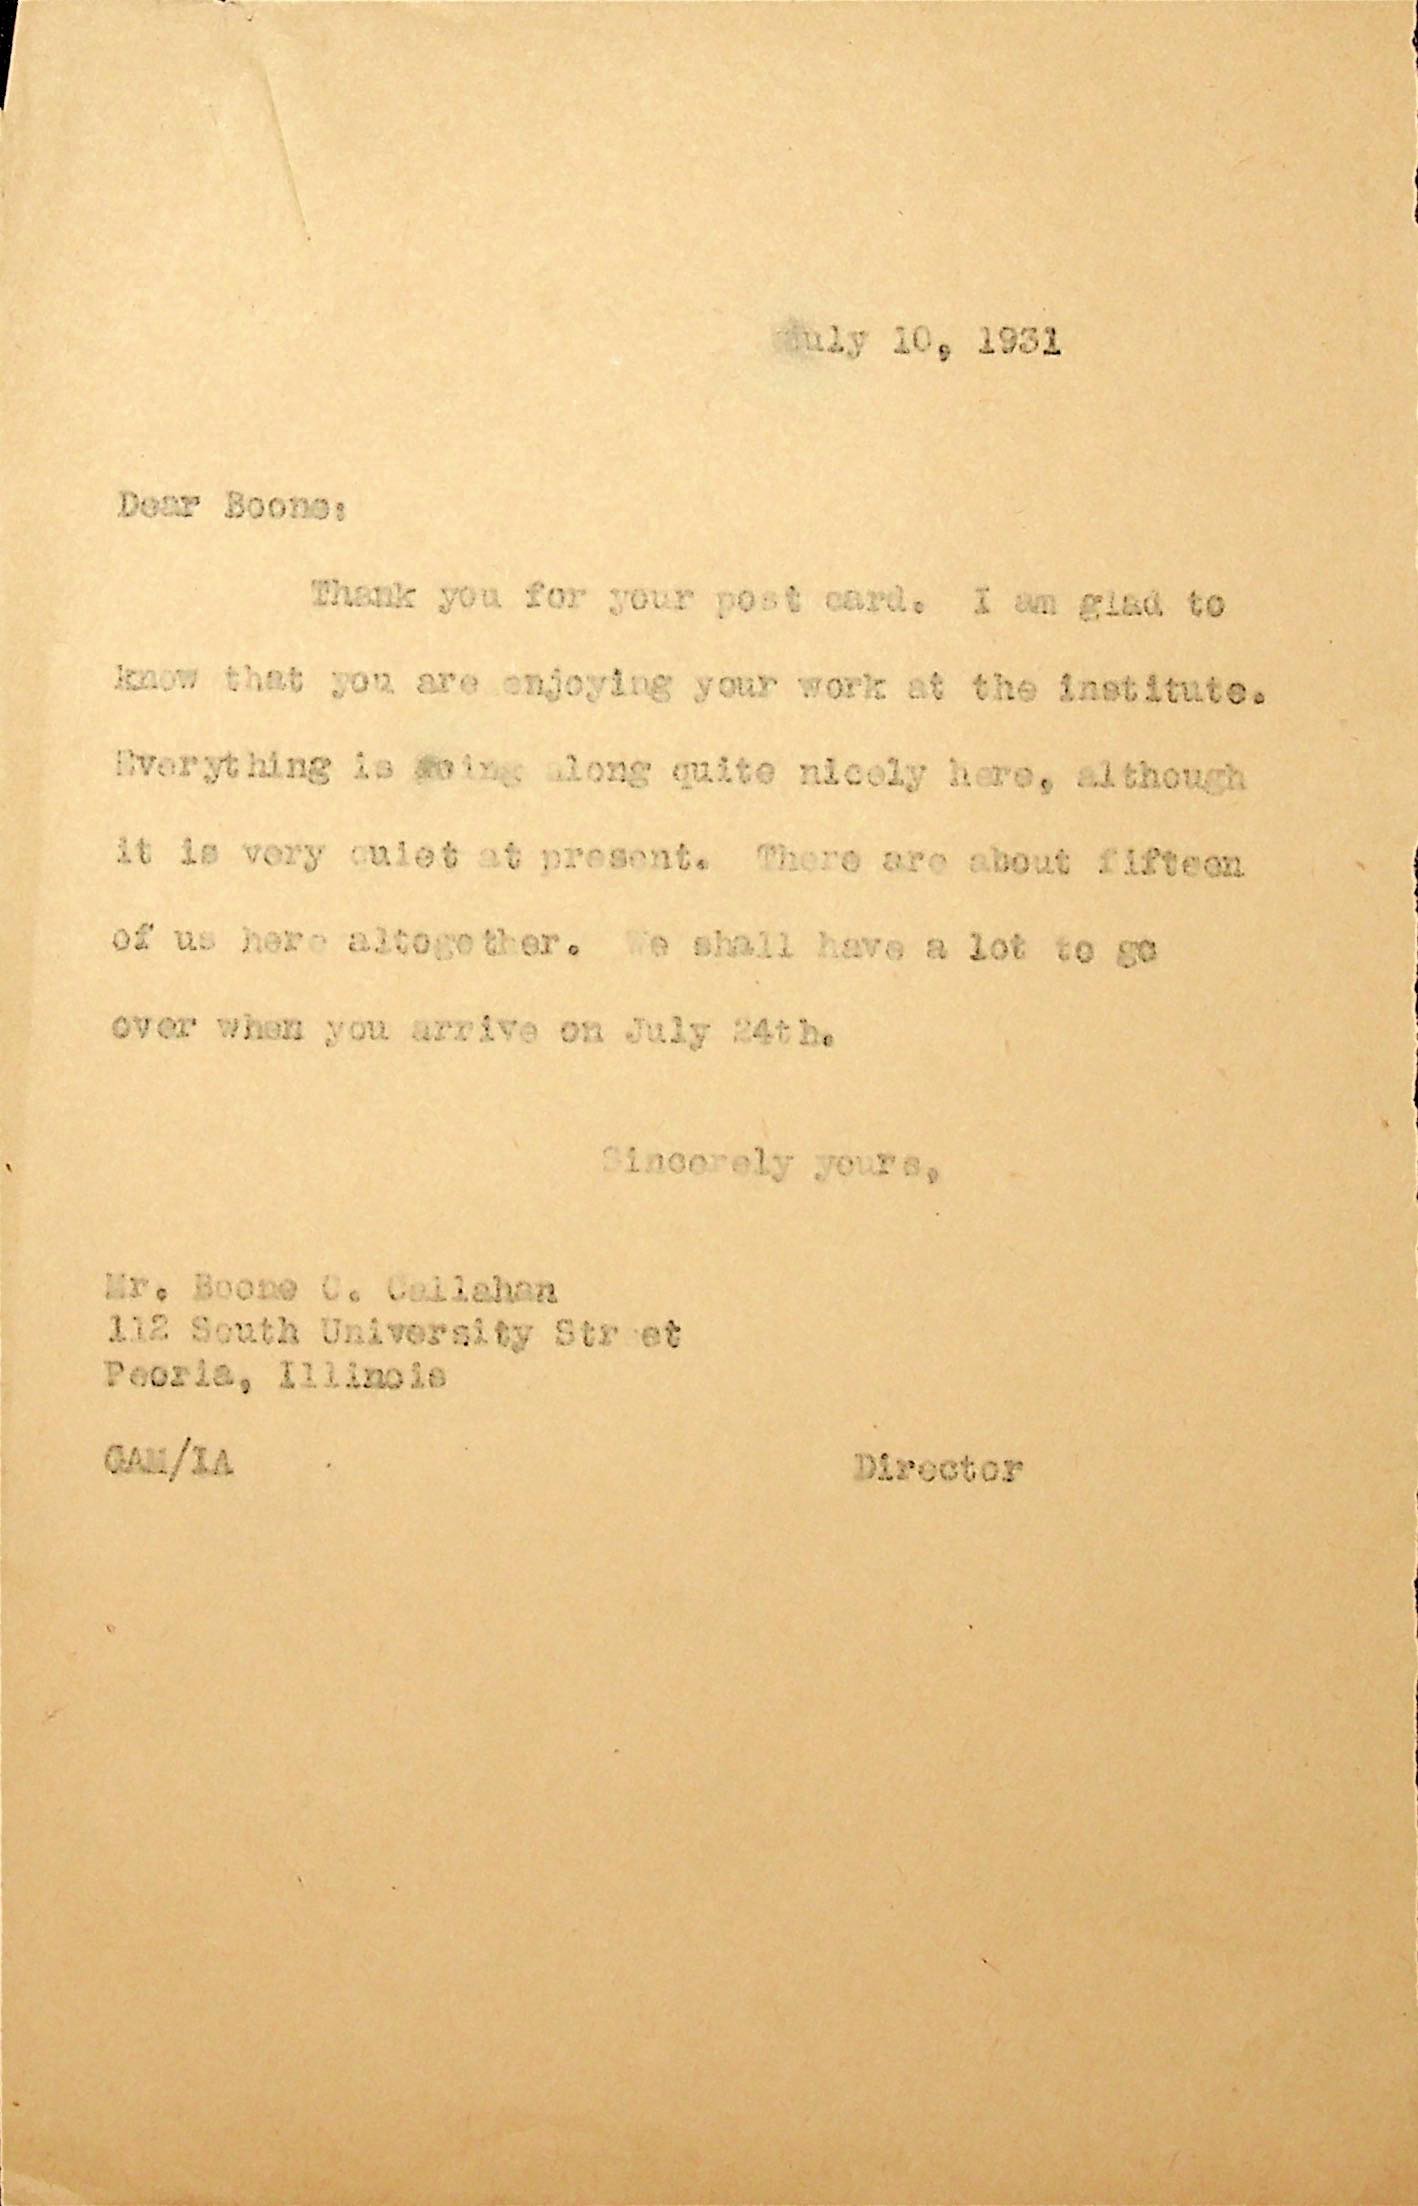 July 10, 1931
Dear Boone:
Thank you for your post card. I am glad to
know that you are enjoying your work at the institute.
Everything is going along quite nicely here, although
it is very quiet at present. There are about fifteen
of us here altogether. We shall have a lot to go
over when you arrive on July 24th.
Sincerely yours,
Mr. Boone C. Callahan
112 South University Street
Peoria, Illinois
GAM/IA
Director